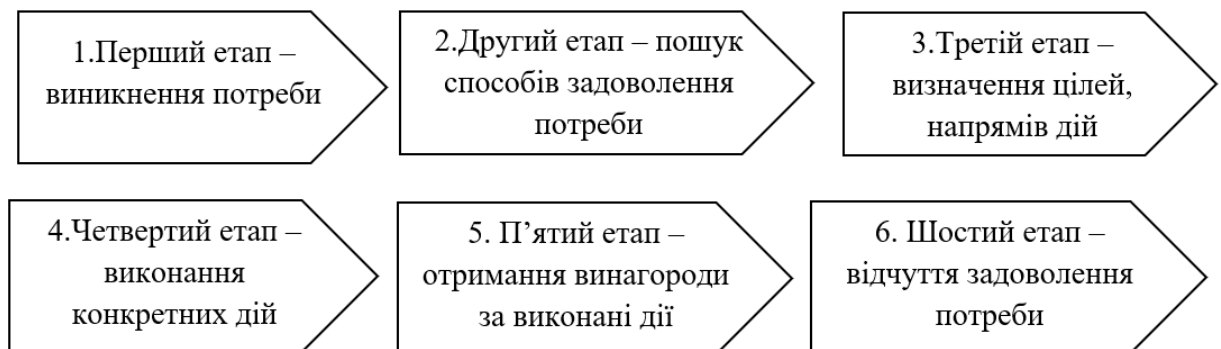 1.Перший етап –
виникнення потреби
2.Другий етап – пошук
способів задоволення
потреби
3.Третій етап –
визначення цілей,
напрямів дій
4.Четвертий етап –
виконання
конкретних дій
5. П’ятий етап –
отримання винагороди
за виконані дії
6. Шостий етап –
відчуття задоволення
потреби